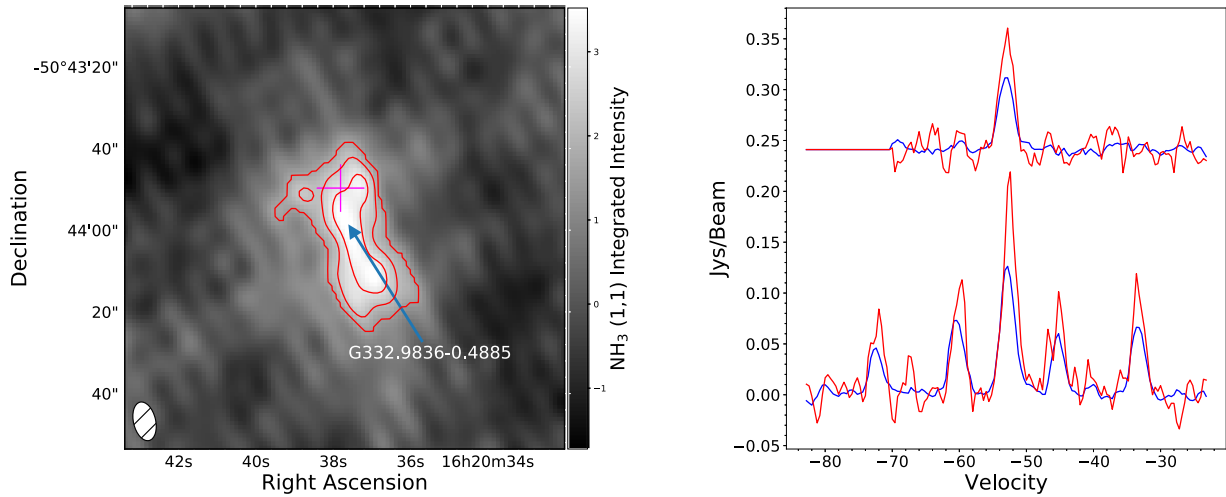 -50°43'20"
40"
44'00"
20"
40"
Declination
42s 40s 38s 36s 16h20m34s
Right Ascension
G332.9836-0.4885
3
2
1
0
−1
NH₃ (1,1) Integrated Intensity
0.35
0.30
0.25
0.20
0.15
0.10
0.05
0.00
−0.05
Jys/Beam
−80 −70 −60 −50 −40 −30
Velocity